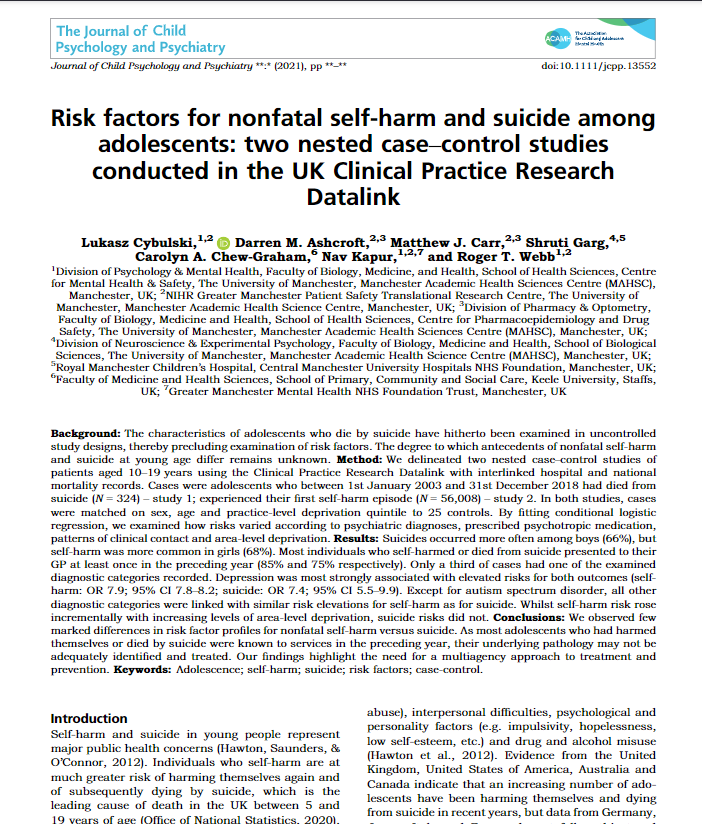 The Journal of Child
Psychology and Psychiatry
ACAMH The Association for Child and Adolescent Mental Health
Journal of Child Psychology and Psychiatry **:* (2021), pp **–**
doi:10.1111/jcpp.13552
Risk factors for nonfatal self-harm and suicide among
adolescents: two nested case–control studies
conducted in the UK Clinical Practice Research
Datalink
Lukasz Cybulski,1,2 iD Darren M. Ashcroft,2,3 Matthew J. Carr,2,3 Shruti Garg,4,5
Carolyn A. Chew-Graham,6 Nav Kapur,1,2,7 and Roger T. Webb1,2
1Division of Psychology & Mental Health, Faculty of Biology, Medicine, and Health, School of Health Sciences, Centre
for Mental Health & Safety, The University of Manchester, Manchester Academic Health Sciences Centre (MAHSC),
Manchester, UK; 2NIHR Greater Manchester Patient Safety Translational Research Centre, The University of
Manchester, Manchester Academic Health Science Centre, Manchester, UK; 3Division of Pharmacy & Optometry,
Faculty of Biology, Medicine and Health, School of Health Sciences, Centre for Pharmacoepidemiology and Drug
Safety, The University of Manchester, Manchester Academic Health Sciences Centre (MAHSC), Manchester, UK;
4Division of Neuroscience & Experimental Psychology, Faculty of Biology, Medicine and Health, School of Biological
Sciences, The University of Manchester, Manchester Academic Health Science Centre (MAHSC), Manchester, UK;
5Royal Manchester Children's Hospital, Central Manchester University Hospitals NHS Foundation, Manchester, UK;
6Faculty of Medicine and Health Sciences, School of Primary, Community and Social Care, Keele University, Staffs,
UK; 7Greater Manchester Mental Health NHS Foundation Trust, Manchester, UK
Background: The characteristics of adolescents who die by suicide have hitherto been examined in uncontrolled
study designs, thereby precluding examination of risk factors. The degree to which antecedents of nonfatal self-harm
and suicide at young age differ remains unknown. Method: We delineated two nested case-control studies of
patients aged 10–19 years using the Clinical Practice Research Datalink with interlinked hospital and national
mortality records. Cases were adolescents who between 1st January 2003 and 31st December 2018 had died from
suicide (N = 324) – study 1; experienced their first self-harm episode (N = 56,008) – study 2. In both studies, cases
were matched on sex, age and practice-level deprivation quintile to 25 controls. By fitting conditional logistic
regression, we examined how risks varied according to psychiatric diagnoses, prescribed psychotropic medication,
patterns of clinical contact and area-level deprivation. Results: Suicides occurred more often among boys (66%), but
self-harm was more common in girls (68%). Most individuals who self-harmed or died from suicide presented to their
GP at least once in the preceding year (85% and 75% respectively). Only a third of cases had one of the examined
diagnostic categories recorded. Depression was most strongly associated with elevated risks for both outcomes (self-
harm: OR 7.9; 95% CI 7.8–8.2; suicide: OR 7.4; 95% CI 5.5–9.9). Except for autism spectrum disorder, all other
diagnostic categories were linked with similar risk elevations for self-harm as for suicide. Whilst self-harm risk rose
incrementally with increasing levels of area-level deprivation, suicide risks did not. Conclusions: We observed few
marked differences in risk factor profiles for nonfatal self-harm versus suicide. As most adolescents who had harmed
themselves or died by suicide were known to services in the preceding year, their underlying pathology may not be
adequately identified and treated. Our findings highlight the need for a multiagency approach to treatment and
prevention. Keywords: Adolescence; self-harm; suicide; risk factors; case-control.
Introduction
Self-harm and suicide in young people represent
major public health concerns (Hawton, Saunders, &
O'Connor, 2012). Individuals who self-harm are at
much greater risk of harming themselves again and
of subsequently dying by suicide, which is the
leading cause of death in the UK between 5 and
19 years of age (Office of National Statistics, 2020).
abuse), interpersonal difficulties, psychological and
personality factors (e.g. impulsivity, hopelessness,
low self-esteem, etc.) and drug and alcohol misuse
(Hawton et al., 2012). Evidence from the United
Kingdom, United States of America, Australia and
Canada indicate that an increasing number of ado-
lescents have been harming themselves and dying
from suicide in recent years, but data from Germany,